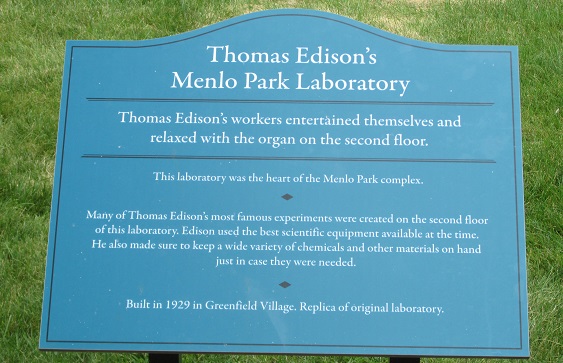 Thomas Edison's
Menlo Park Laboratory
Thomas Edison's workers entertained themselves and
relaxed with the organ on the second floor.
This laboratory was the heart of the Menlo Park complex.
Many of Thomas Edison's most famous experiments were created on the second floor
of this laboratory. Edison used the best scientific equipment available at the time.
He also made sure to keep a wide variety of chemicals and other materials on hand
just in case they were needed.
Built in 1929 in Greenfield Village. Replica of original laboratory.